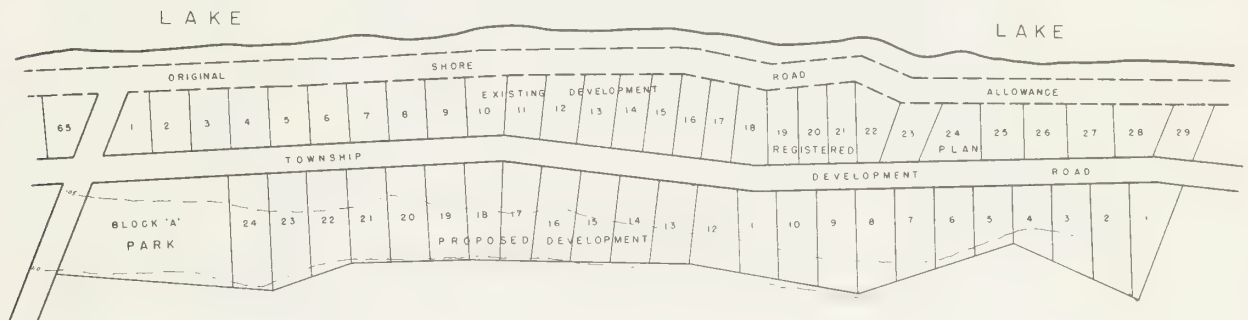 LAKE LAKE
ORIGINAL SHORE ROAD ALLOWANCE
EXISTING DEVELOPMENT
65 1 2 3 4 5 6 7 8 9 10 11 12 13 14 15 16 17 18 19 20 21 22 23 24 25 26 27 28 29
REGISTERED PLAN
TOWNSHIP DEVELOPMENT ROAD
BLOCK 'A' 24 23 22 21 20 19 18 17 16 15 14 13 12 1 10 9 8 7 6 5 4 3 2 1
PARK
PROPOSED DEVELOPMENT